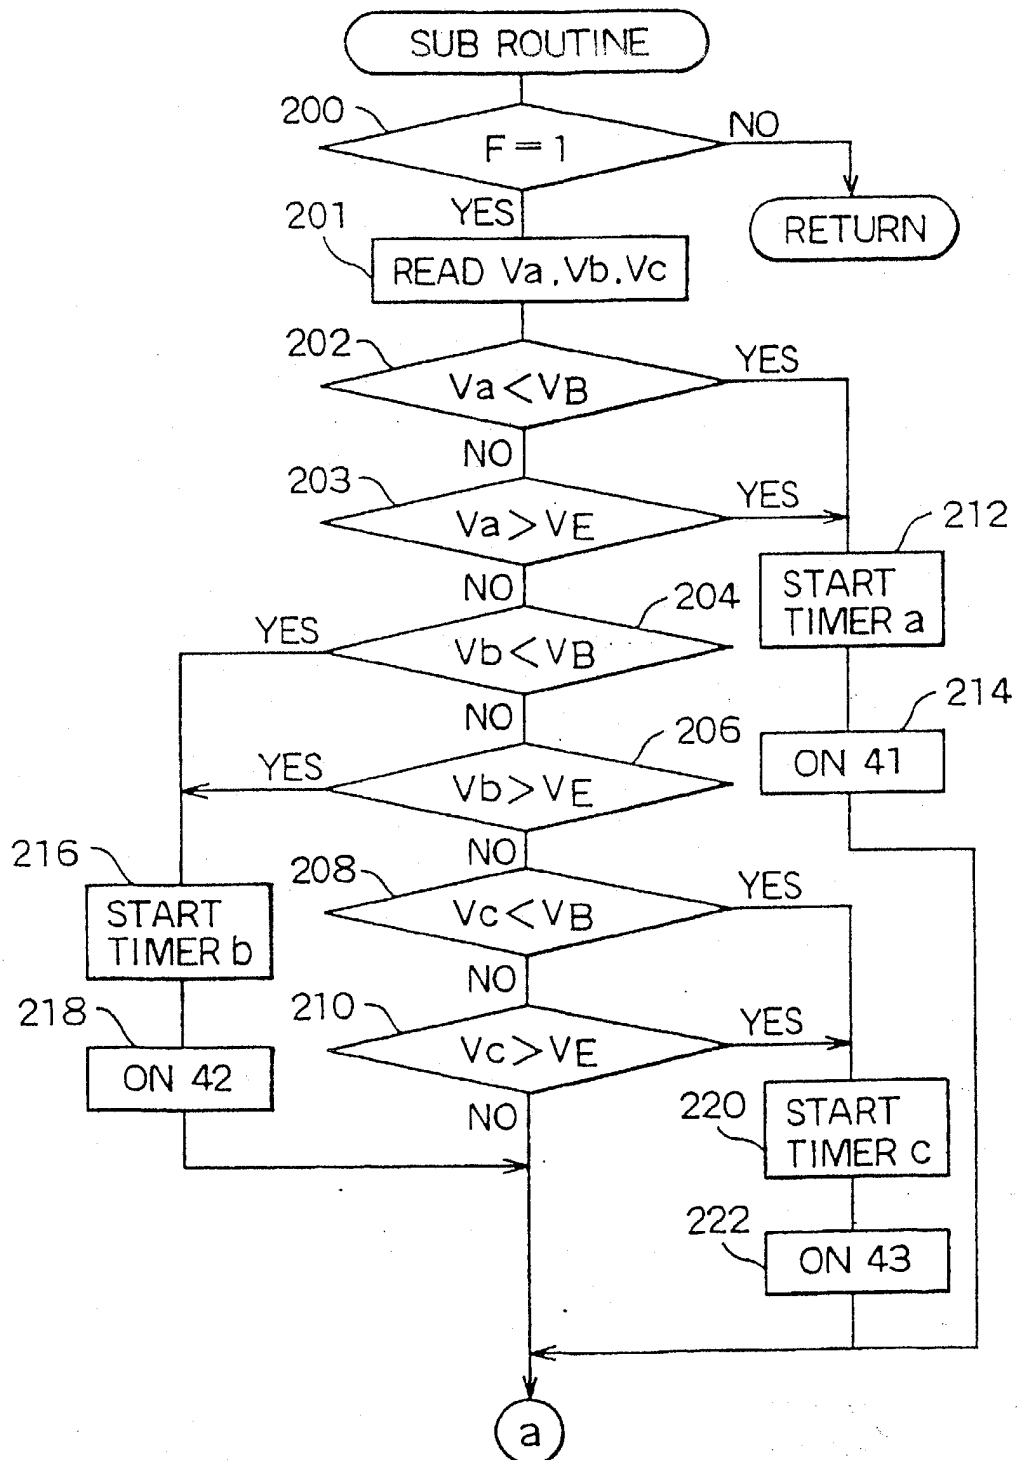 SUB ROUTINE
200
F = 1
NO
YES
RETURN
201
READ Va, Vb, Vc
202
Va < VB
YES
NO
203
Va > VE
YES
NO
212
START
TIMER a
204
YES
Vb < VB
NO
214
ON 41
206
YES
Vb > VE
NO
216
START
TIMER b
208
Vc < VB
YES
NO
218
ON 42
210
Vc > VE
YES
NO
220
START
TIMER c
222
ON 43
a